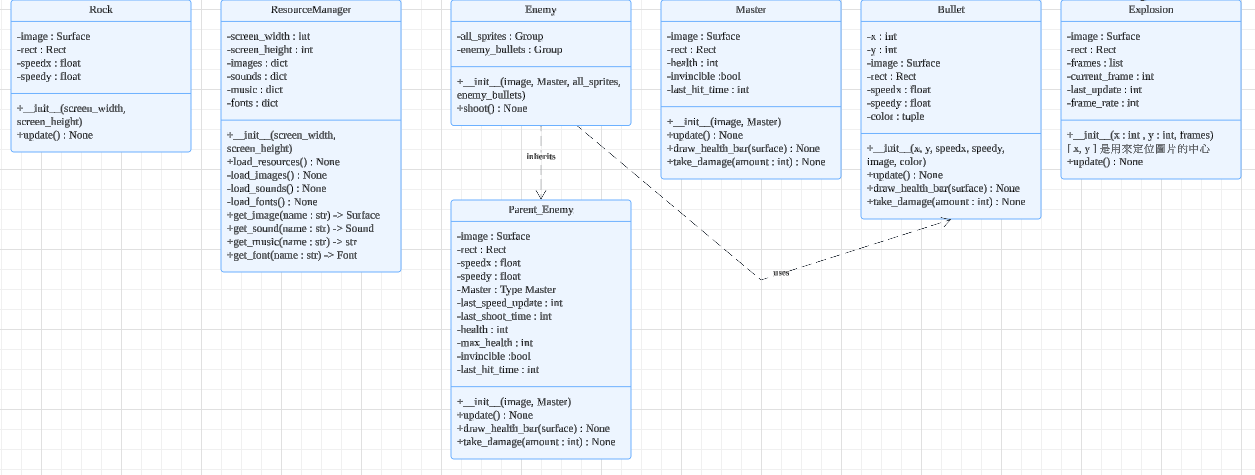 Rock
-image : Surface
-rect : Rect
-speedx : float
-speedy : float
+__init__(screen_width,
screen_height)
+update() : None
ResourceManager
-screen_width : int
-screen_height : int
-images : dict
-sounds : dict
-music : dict
-fonts : dict
+__init__(screen_width,
screen_height)
+load_resources() : None
-load_images() : None
-load_sounds() : None
-load_fonts() : None
+get_image(name : str) -> Surface
+get_sound(name : str) -> Sound
+get_music(name : str) -> str
+get_font(name : str) -> Font
Enemy
-all_sprites : Group
-enemy_bullets : Group
+__init__(image, Master, all_sprites,
enemy_bullets)
+shoot() : None
inherits
Parent_Enemy
-image : Surface
-rect : Rect
-speedx : float
-speedy : float
-Master : Type Master
-last_speed_update : int
-last_shoot_time : int
-health : int
-max_health : int
-invincible :bool
-last_hit_time : int
+__init__(image, Master)
+update() : None
+draw_health_bar(surface) : None
+take_damage(amount : int) : None
Master
-image : Surface
-rect : Rect
-health : int
-invincible :bool
-last_hit_time : int
+__init__(image, Master)
+update() : None
+draw_health_bar(surface) : None
+take_damage(amount : int) : None
uses
Bullet
-x : int
-y : int
-image : Surface
-rect : Rect
-speedx : float
-speedy : float
-color : tuple
+__init__(x, y, speedx, speedy,
image, color)
+update() : None
+draw_health_bar(surface) : None
+take_damage(amount : int) : None
Explosion
-image : Surface
-rect : Rect
-frames : list
-current_frame : int
-last_update : int
-frame_rate : int
+__init__(x : int , y : int, frames)
[ x, y ] 是用來定位圖片的中心
+update() : None